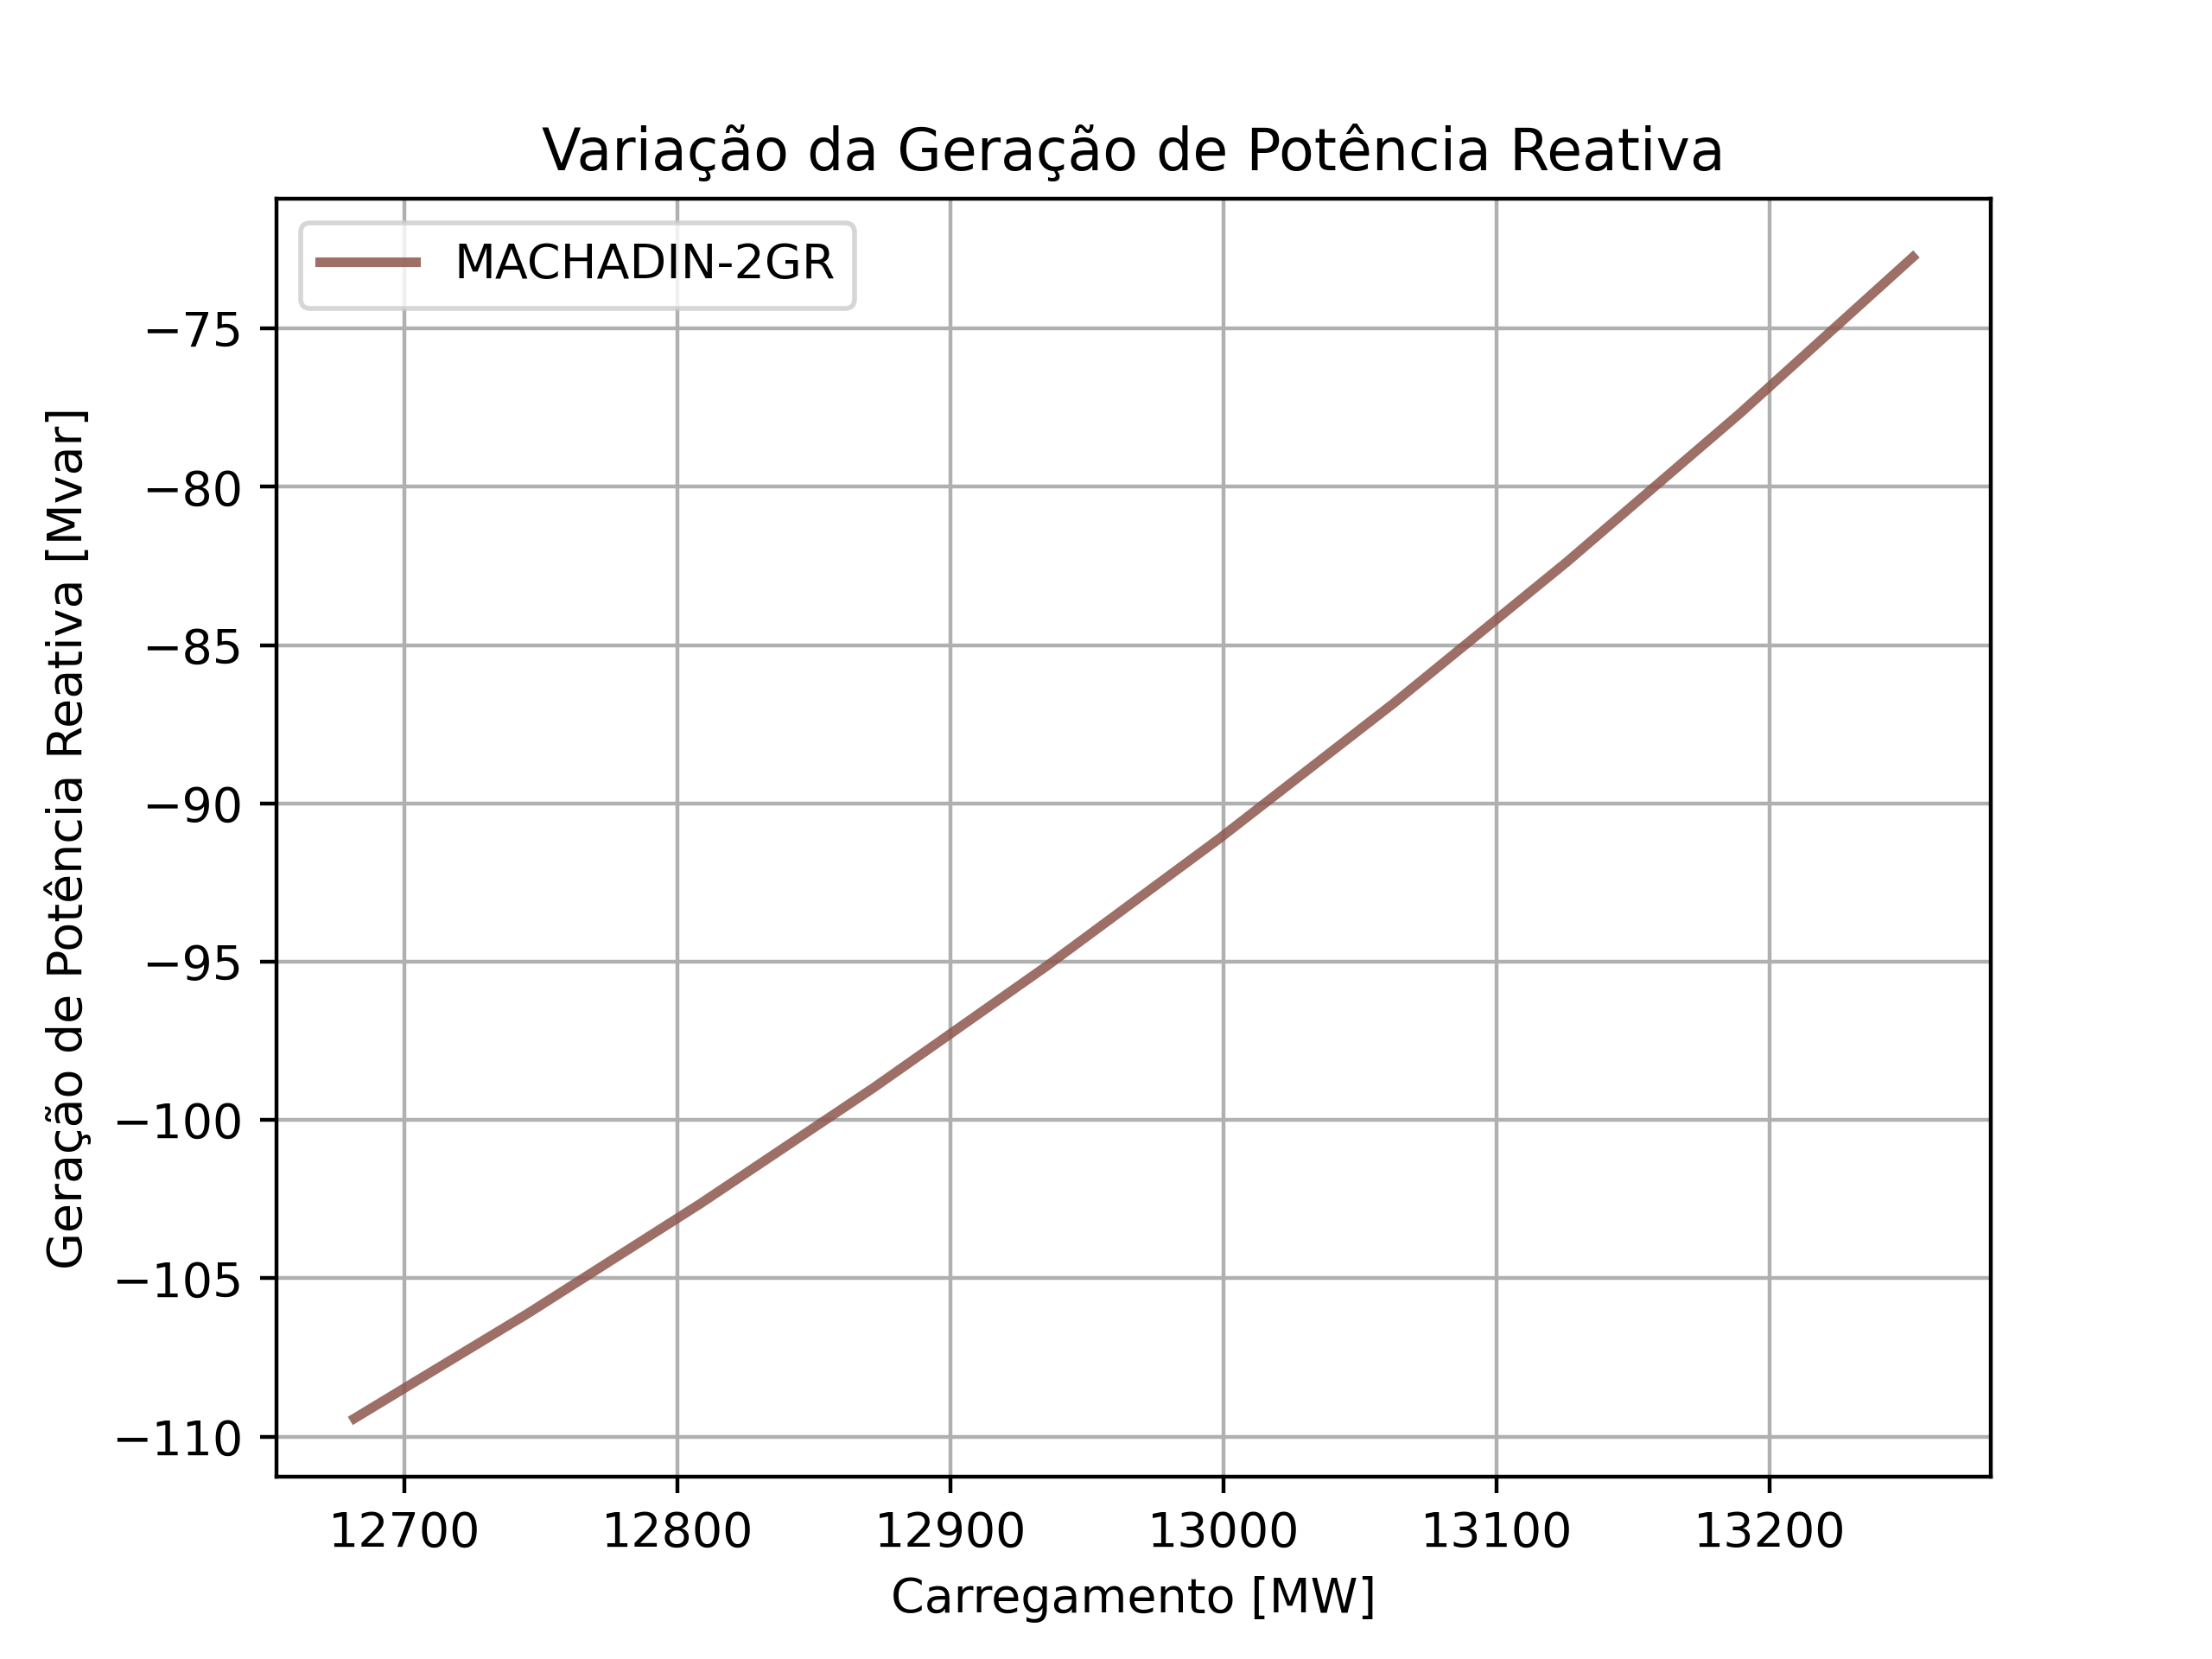 Variação da Geração de Potência Reativa
MACHADIN-2GR
Geração de Potência Reativa [Mvar]
−75
−80
−85
−90
−95
−100
−105
−110
12700 12800 12900 13000 13100 13200
Carregamento [MW]